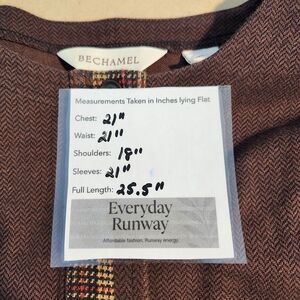 BECHAMEL
Measurements Taken in Inches lying Flat
Chest: 21"
Waist: 21"
Shoulders: 18"
Sleeves: 21"
Full Length: 25.5"
Everyday
Runway
Affordable fashion, Runway energy.